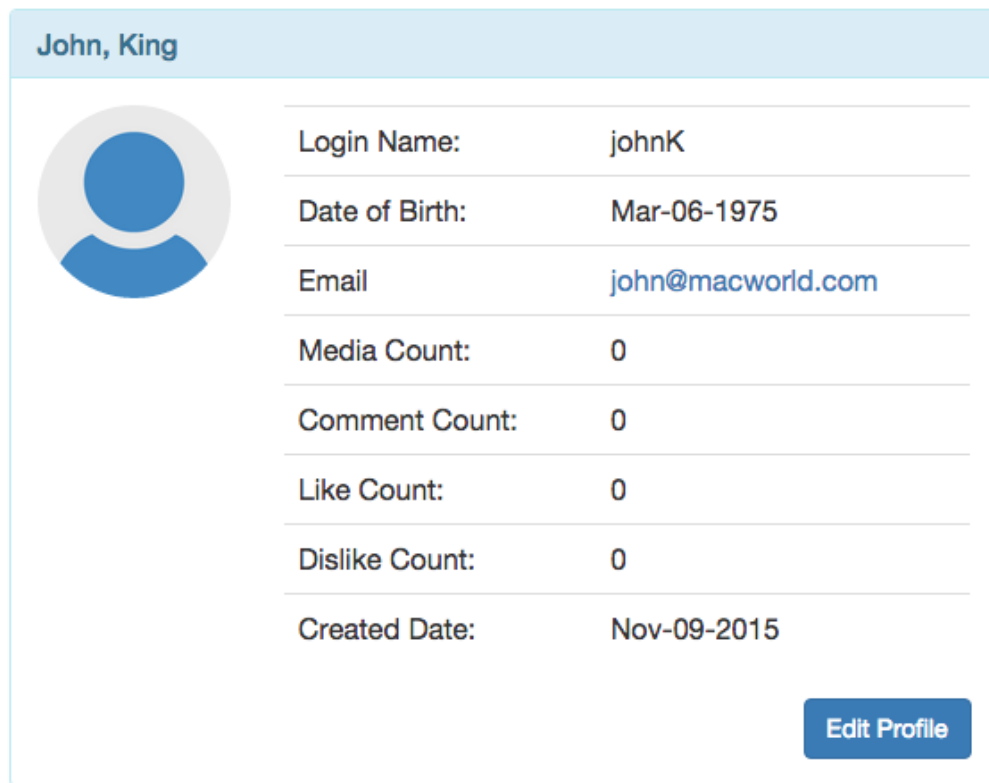 John, King
Login Name: johnK
Date of Birth: Mar-06-1975
Email john@macworld.com
Media Count: 0
Comment Count: 0
Like Count: 0
Dislike Count: 0
Created Date: Nov-09-2015
Edit Profile